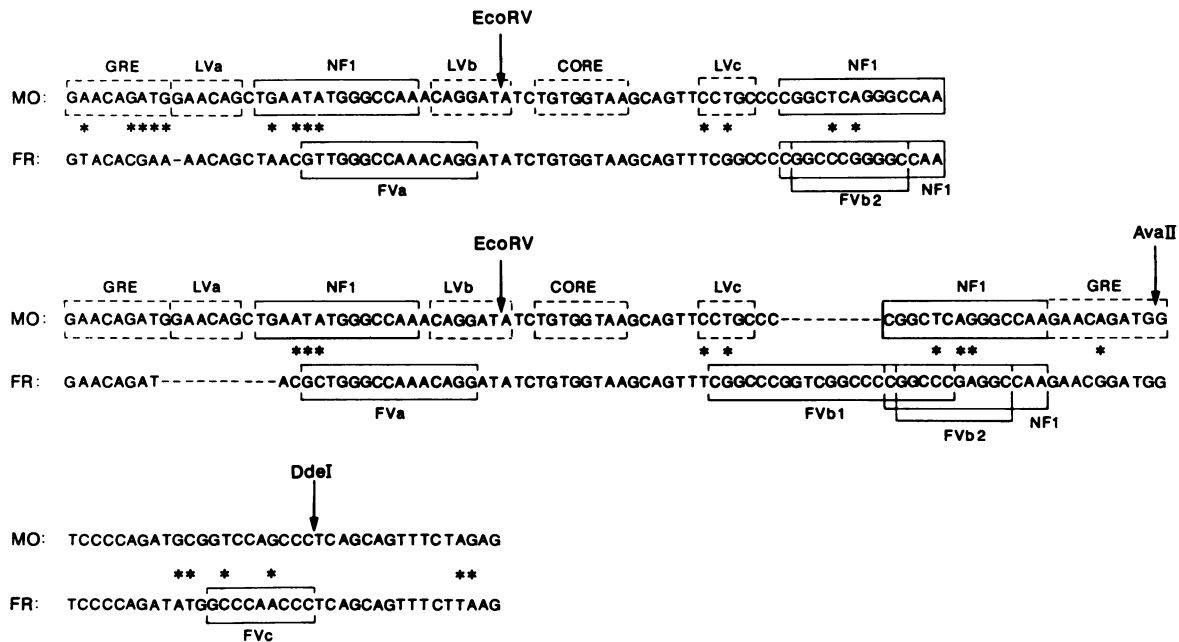 EcoRV
GRE LVa NF1 LVb CORE LVc NF1
MO: GAACAGATGGAACAGCTGAATATGGGCCAAACAGGATATCTGTGGTAAGCAGTTCCTGCCCCGGCTCAGGGCCAA
* **** * *** * * * *
FR: GTACACGAA-AACAGCTAACGTTGGGCCAAACAGGATATCTGTGGTAAGCAGTTTCGGCCCCGGCCCGGGGCCAA
FVa FVb2 NF1
EcoRV AvaII
GRE LVa NF1 LVb CORE LVc NF1 GRE
MO: GAACAGATGGAACAGCTGAATATGGGCCAAACAGGATATCTGTGGTAAGCAGTTCCTGCCC---------CGGCTCAGGGCCAAGAACAGATGG
*** * * * ** *
FR: GAACAGAT----------ACGCTGGGCCAAACAGGATATCTGTGGTAAGCAGTTTCGGCCCGGTCGGCCCCGGCCCGAGGCCAAGAACGGATGG
FVa FVb1 FVb2 NF1
DdeI
MO: TCCCCAGATGCGGTCCAGCCCTCAGCAGTTTCTAGAG
** * * **
FR: TCCCCAGATATGGCCCAACCCTCAGCAGTTTCTTAAG
FVc